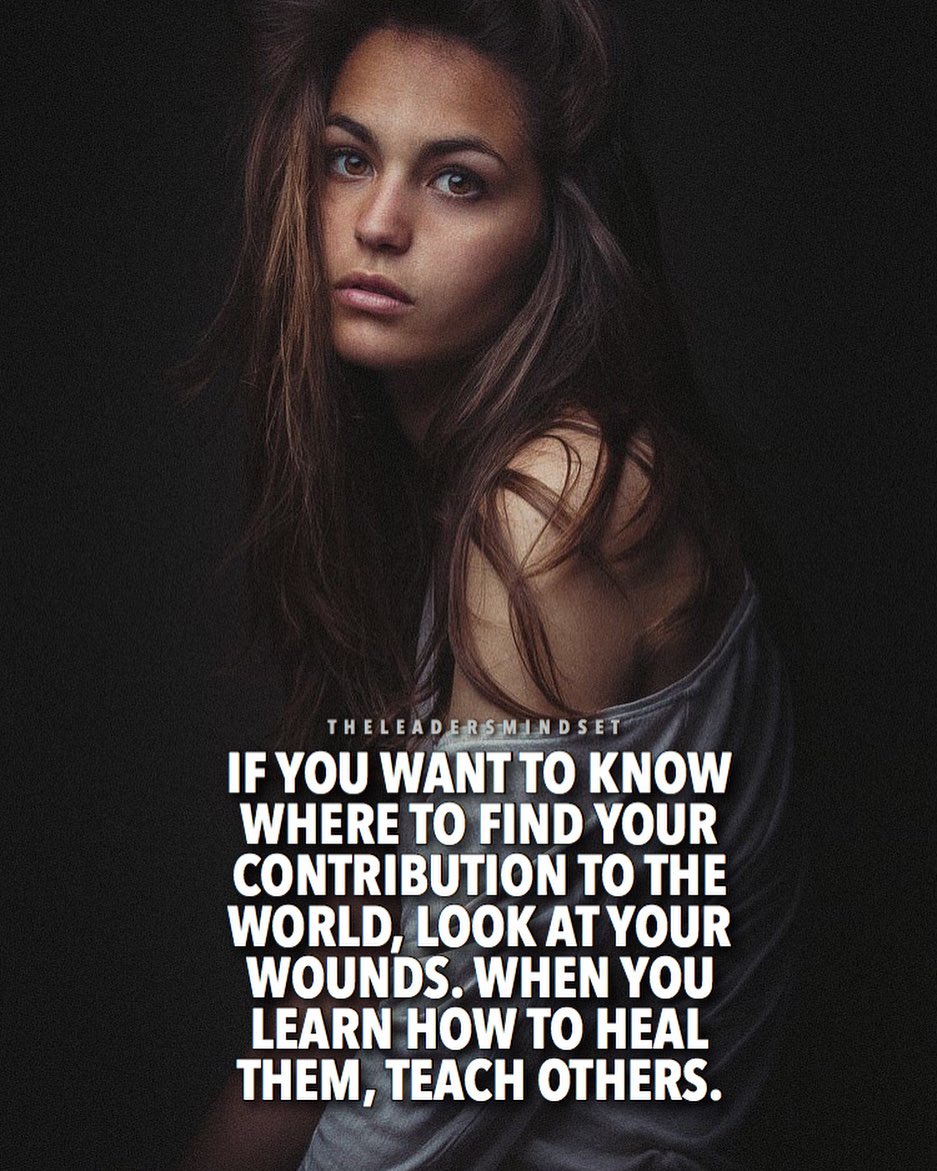 THELEADERSMINDSET
IF YOU WANT TO KNOW
WHERE TO FIND YOUR
CONTRIBUTION TO THE
WORLD, LOOK AT YOUR
WOUNDS. WHEN YOU
LEARN HOW TO HEAL
THEM, TEACH OTHERS.